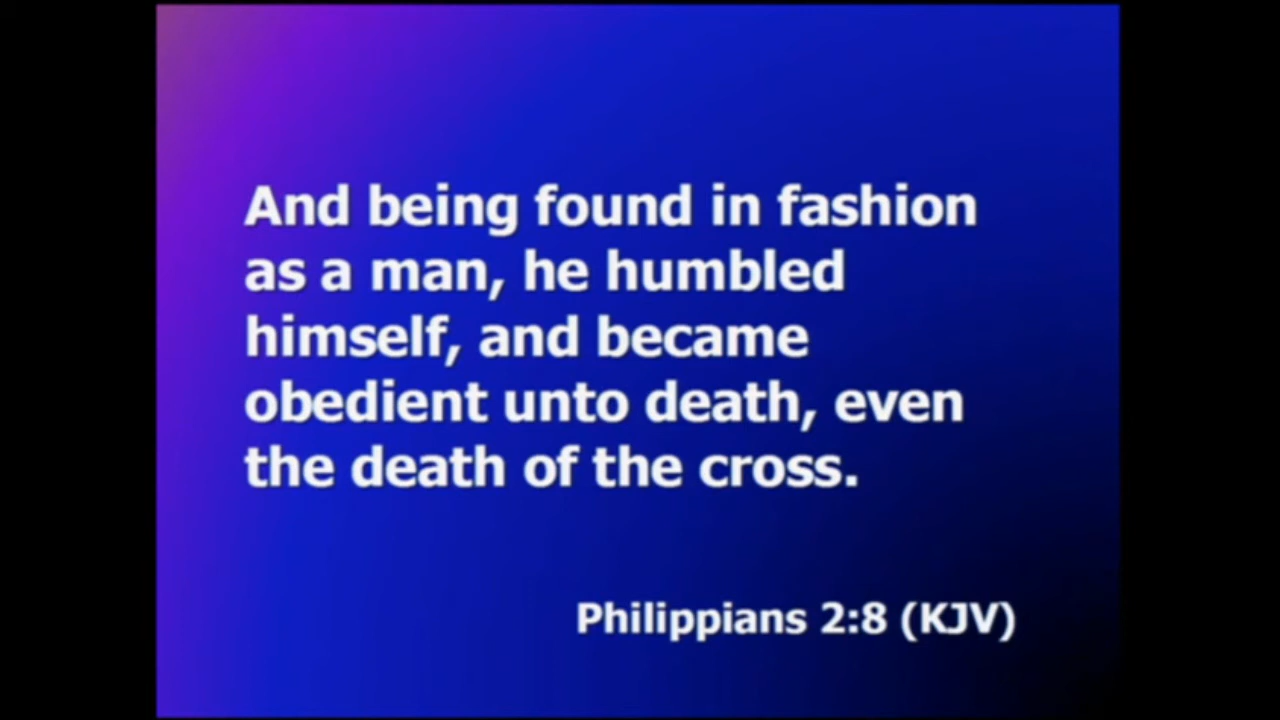 And being found in fashion
as a man, he humbled
himself, and became
obedient unto death, even
the death of the cross.
Philippians 2:8 (KJV)